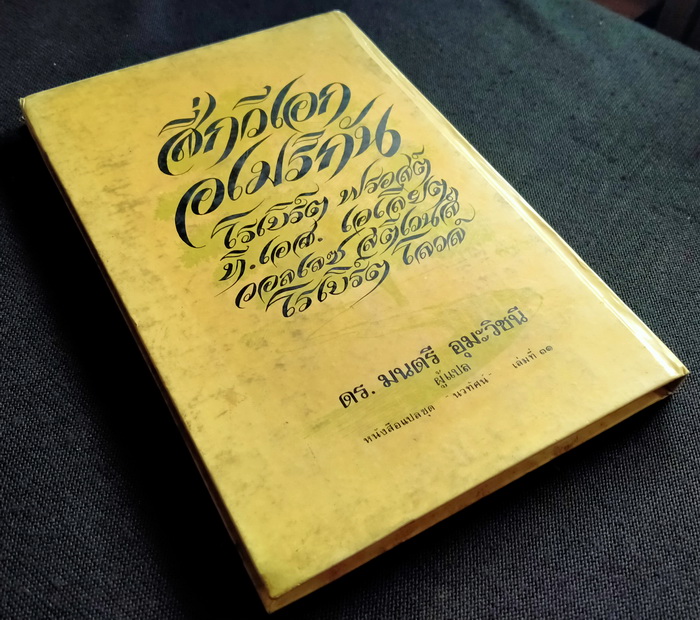 สี่กวีเอก
อเมริกัน
โรเบิร์ต ฟรอสต์
ที.เอส. เอเลียต
วอลเลซ สตีเวนส์
โรเบิร์ต โลวล์
ดร. มนตรี อุมะวิชนี
ผู้แปล
หนังสือแปลชุด "นวทัศน์" เล่มที่ ๑๑